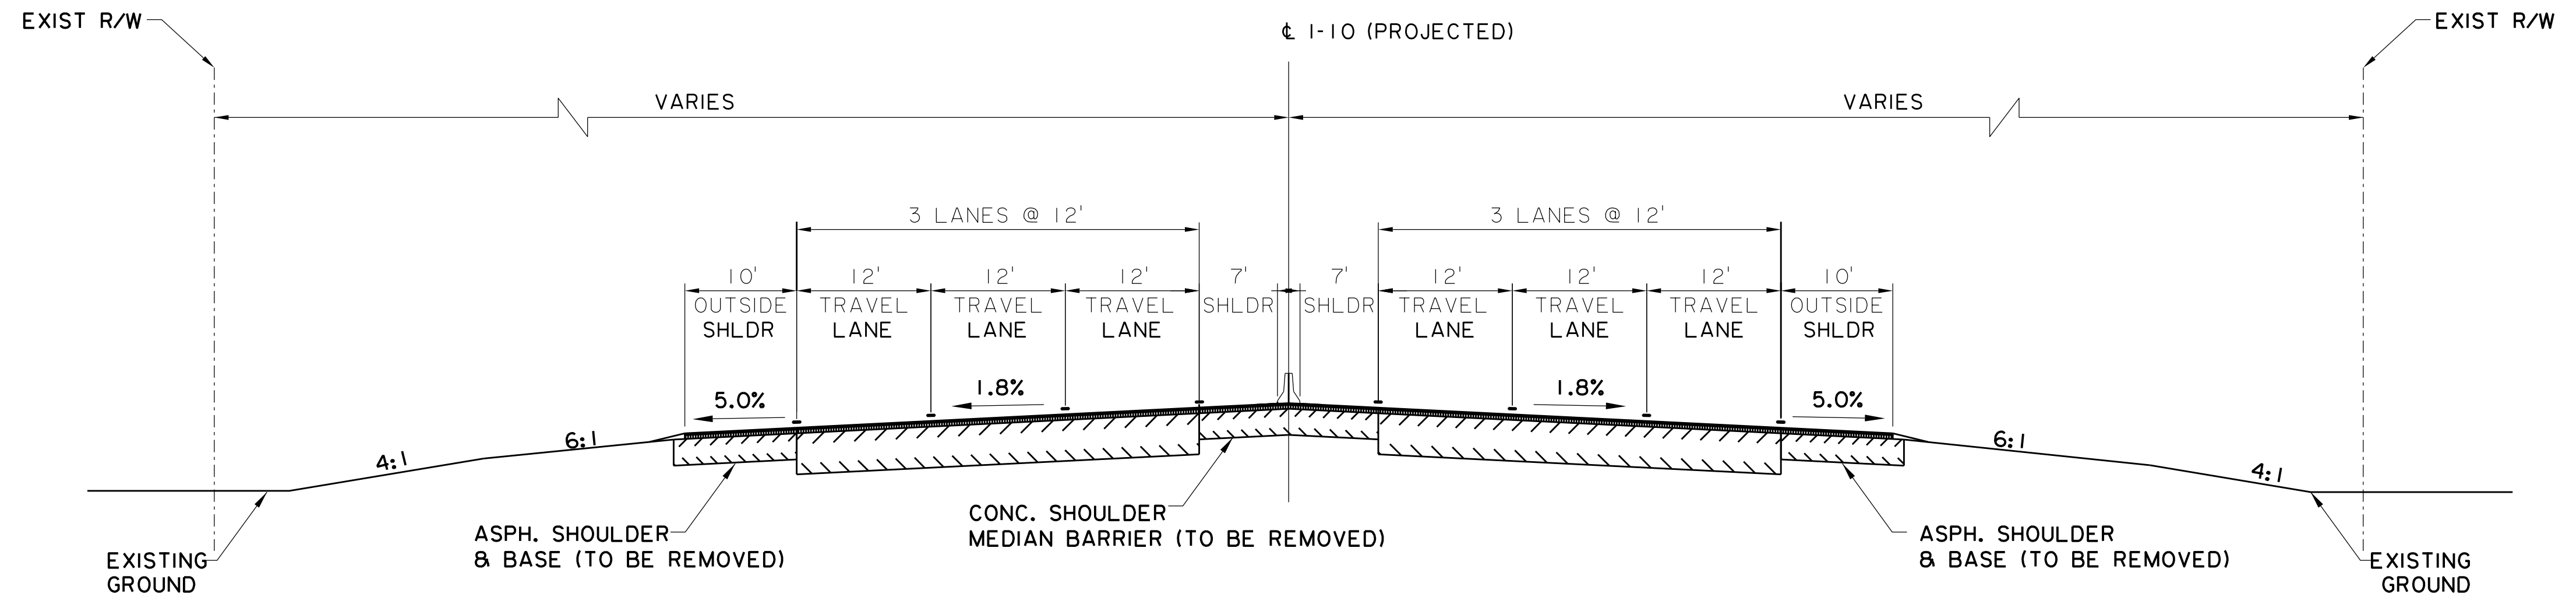 EXIST R/W
℄ I-10 (PROJECTED)
EXIST R/W
VARIES
VARIES
3 LANES @ 12'
3 LANES @ 12'
10'
12'
12'
12'
7'
7'
12'
12'
12'
10'
OUTSIDE
SHLDR
TRAVEL
LANE
TRAVEL
LANE
TRAVEL
LANE
SHLDR
SHLDR
TRAVEL
LANE
TRAVEL
LANE
TRAVEL
LANE
OUTSIDE
SHLDR
5.0%
1.8%
1.8%
5.0%
4:1
6:1
6:1
4:1
EXISTING
GROUND
ASPH. SHOULDER
& BASE (TO BE REMOVED)
CONC. SHOULDER
MEDIAN BARRIER (TO BE REMOVED)
ASPH. SHOULDER
& BASE (TO BE REMOVED)
EXISTING
GROUND